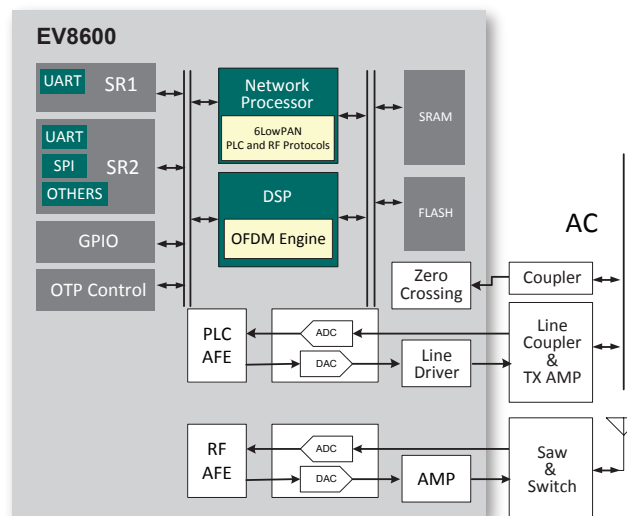 EV8600
UART
SR1
UART
SPI
SR2
OTHERS
GPIO
OTP Control
Network
Processor
6LowPAN
PLC and RF Protocols
DSP
OFDM Engine
SRAM
FLASH
AC
Zero
Crossing
Coupler
PLC
AFE
ADC
DAC
Line
Driver
Line
Coupler
&
TX AMP
RF
AFE
ADC
DAC
AMP
Saw
&
Switch